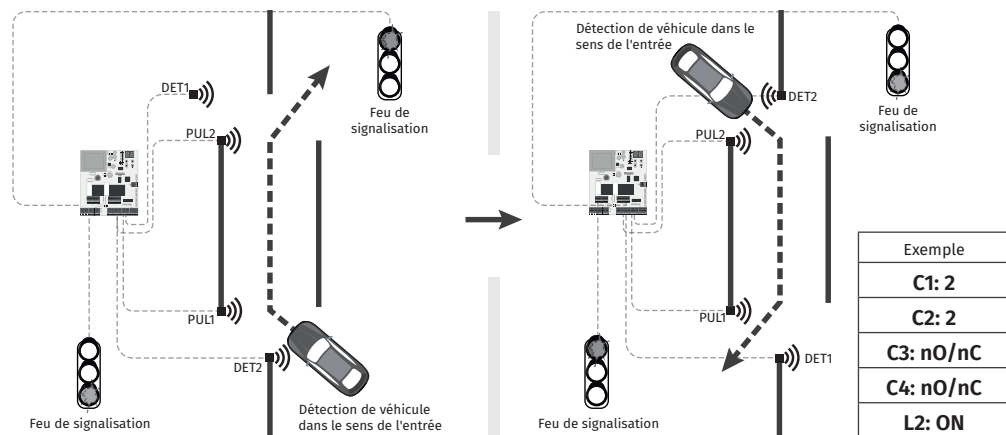 DET1
PUL2
Feu de
signalisation
PUL1
DET2
Feu de signalisation
Détection de véhicule
dans le sens de l'entrée
Détection de véhicule dans le
sens de l'entrée
DET2
PUL2
Feu de
signalisation
PUL1
DET1
Feu de signalisation
Exemple
C1: 2
C2: 2
C3: nO/nC
C4: nO/nC
L2: ON